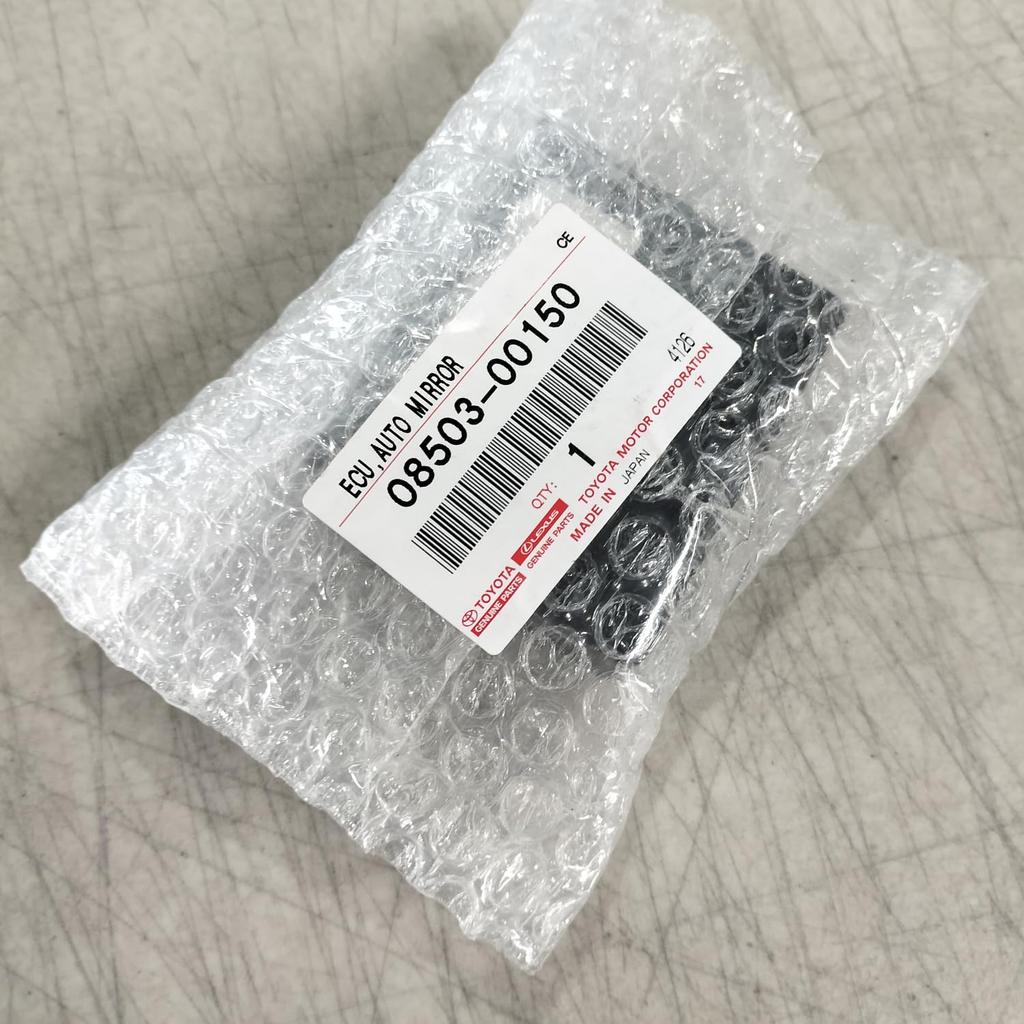 CE
ECU,AUTO MIRROR
08503-00150
QTY: 1
4126
TOYOTA LEXUS TOYOTA MOTOR CORPORATION
GENUINE PARTS GENUINE PARTS MADE IN JAPAN 17